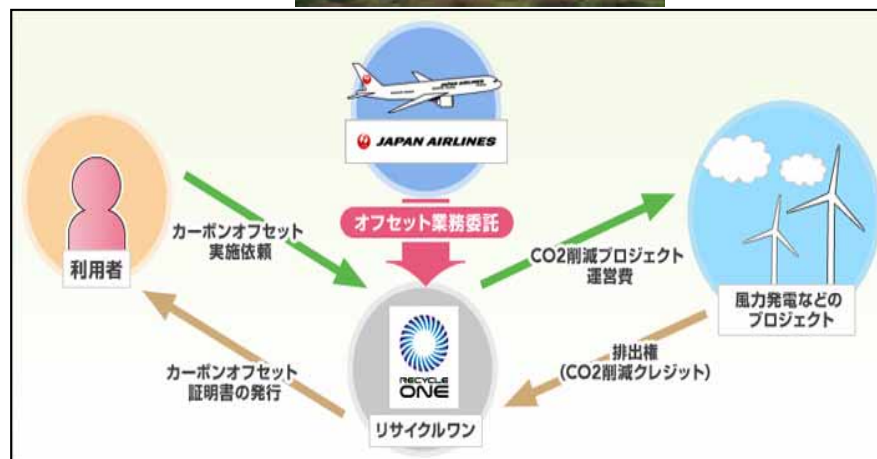 JAPAN AIRLINES
JAPAN AIRLINES
オフセット業務委託
カーボンオフセット
実施依頼
利用者
CO2削減プロジェクト
運営費
風力発電などの
プロジェクト
カーボンオフセット
証明書の発行
RECYCLE
ONE
リサイクルワン
排出権
(CO2削減クレジット)